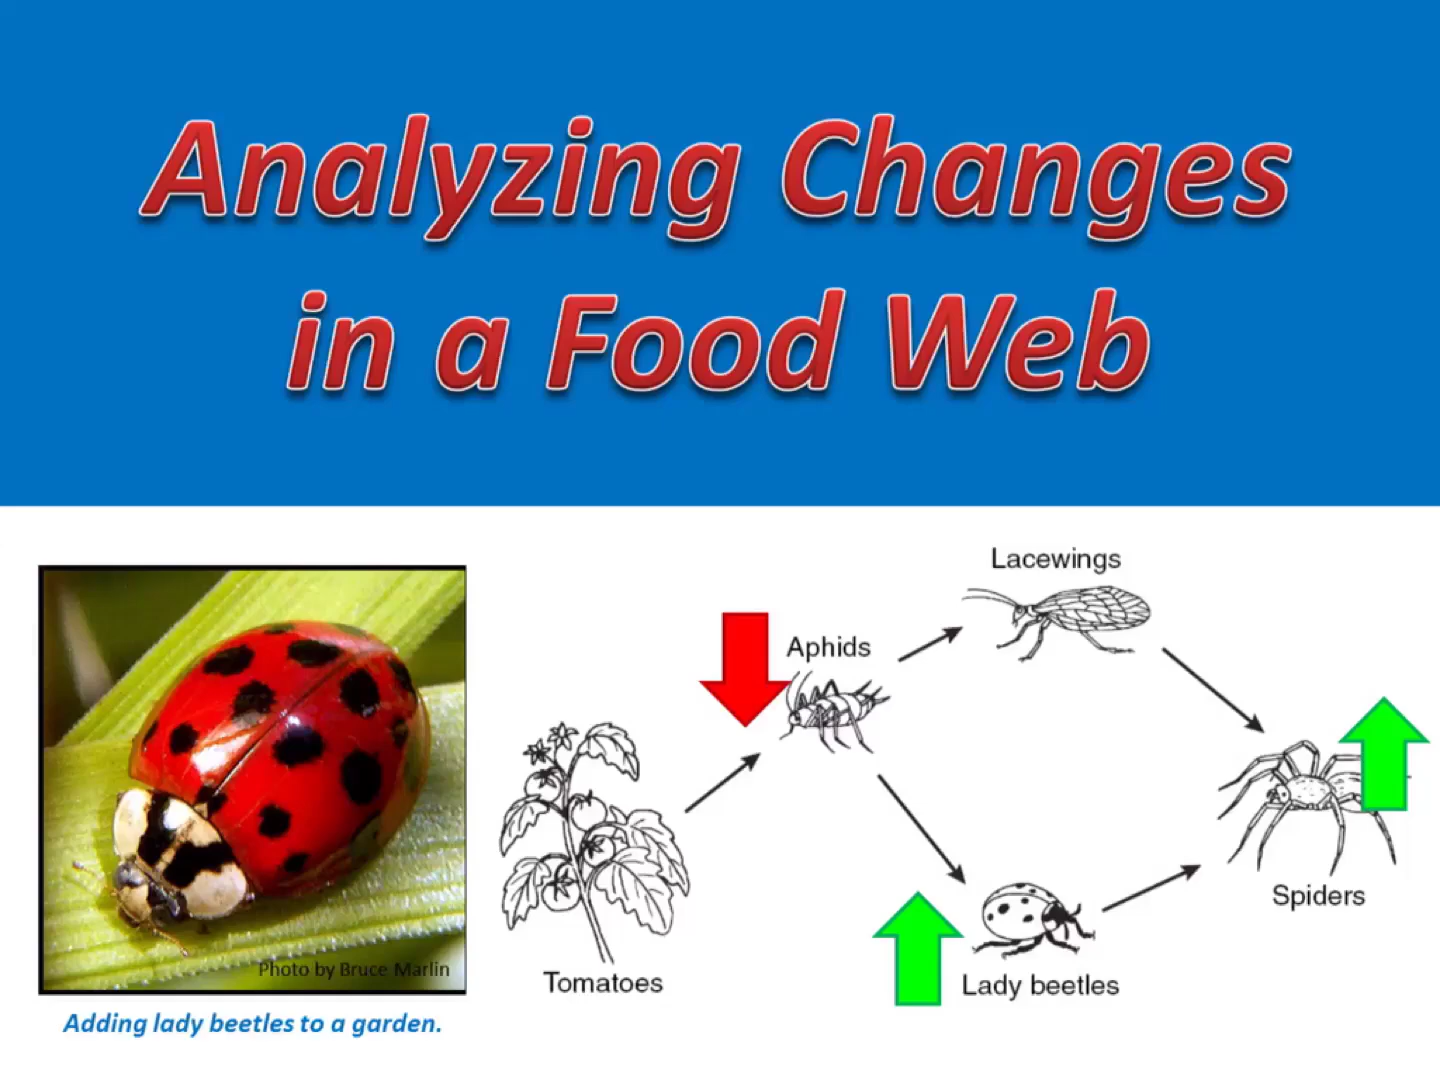 Analyzing Changes
in a Food Web
Lacewings
Aphids
Spiders
Photo by Bruce Marlin
Tomatoes
Lady beetles
Adding lady beetles to a garden.